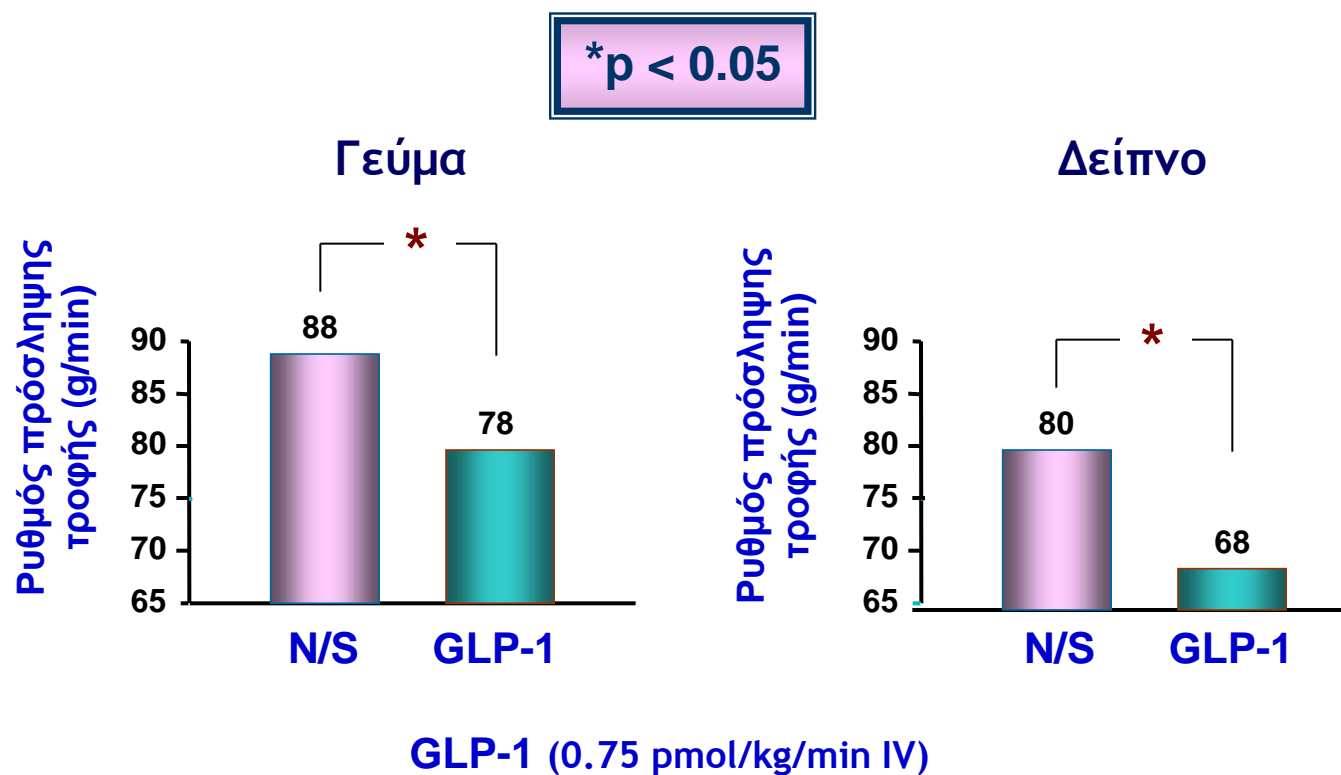 *p < 0.05
Γεύμα
Ρυθμός πρόσληψης
τροφής (g/min)
90
85
80
75
70
65
88
78
*
N/S
GLP-1
Δείπνο
Ρυθμός πρόσληψης
τροφής (g/min)
90
85
80
75
70
65
80
68
*
N/S
GLP-1
GLP-1 (0.75 pmol/kg/min IV)